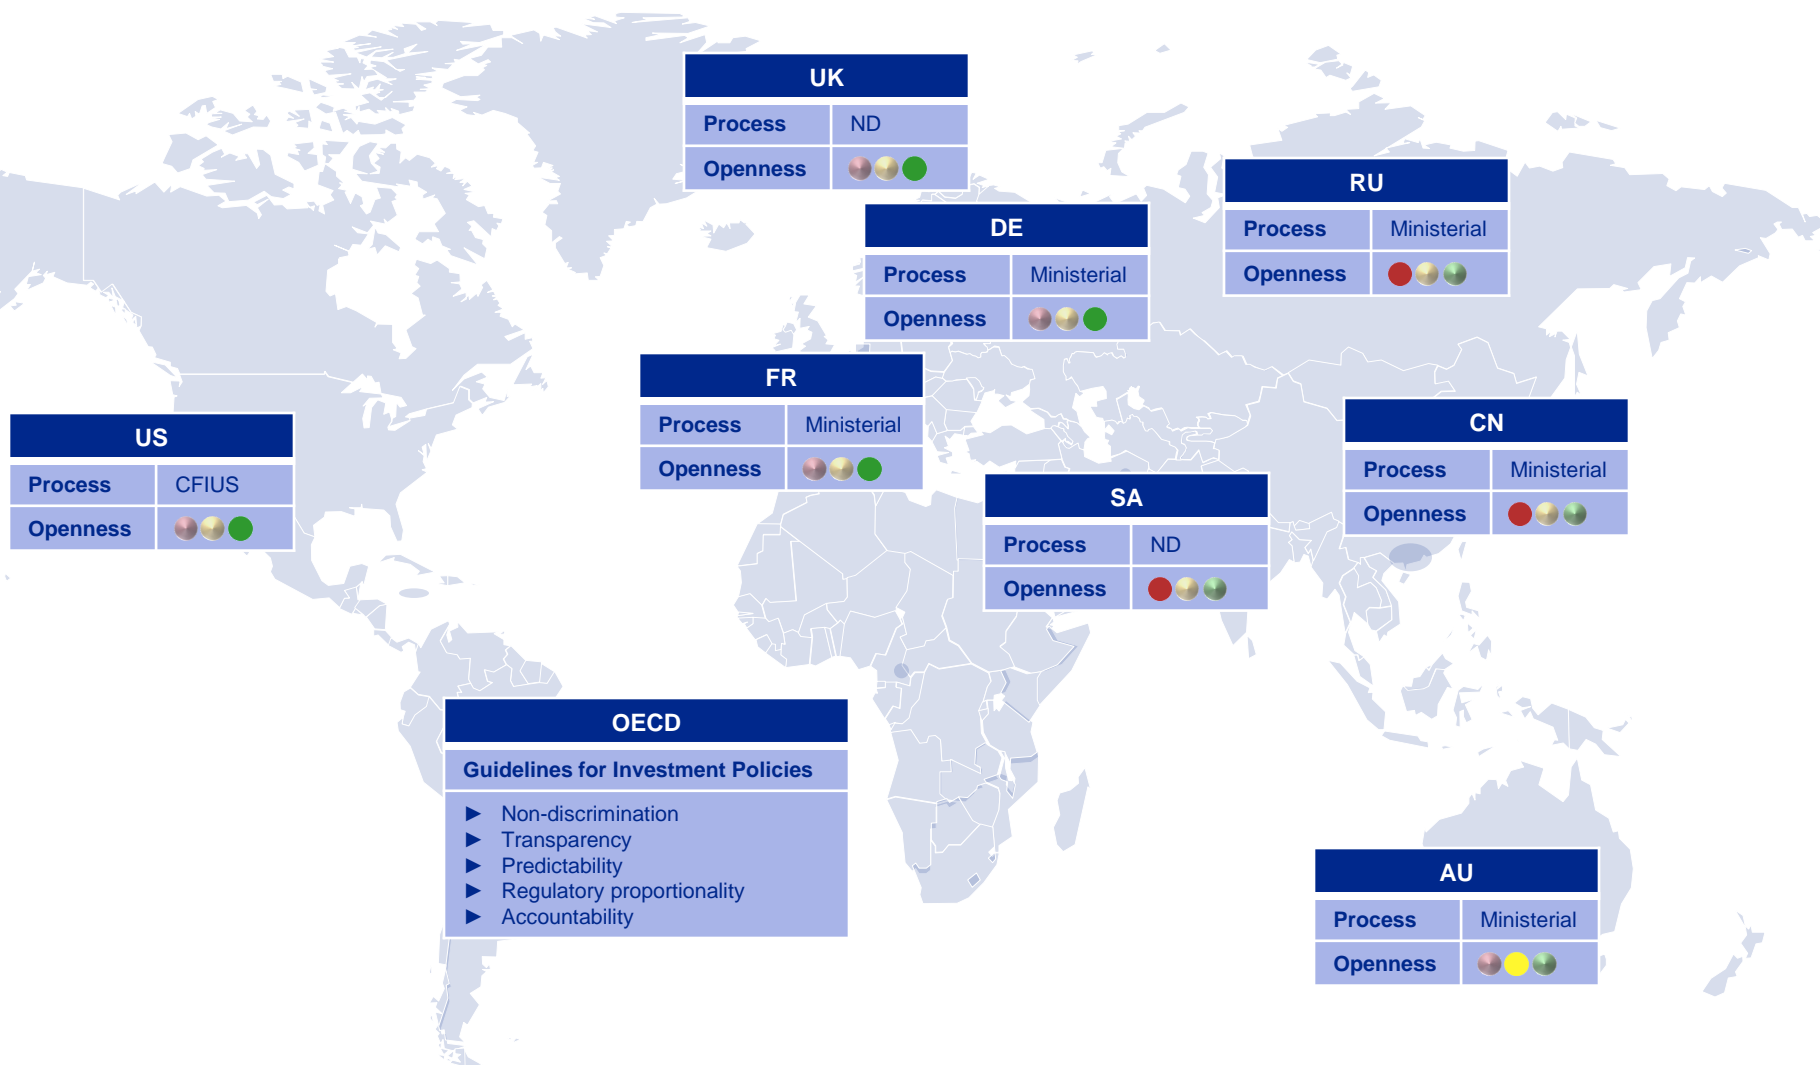 UK
Process ND
Openness
RU
Process Ministerial
Openness
DE
Process Ministerial
Openness
FR
Process Ministerial
Openness
US
Process CFIUS
Openness
CN
Process Ministerial
Openness
SA
Process ND
Openness
OECD
Guidelines for Investment Policies
► Non-discrimination
► Transparency
► Predictability
► Regulatory proportionality
► Accountability
AU
Process Ministerial
Openness